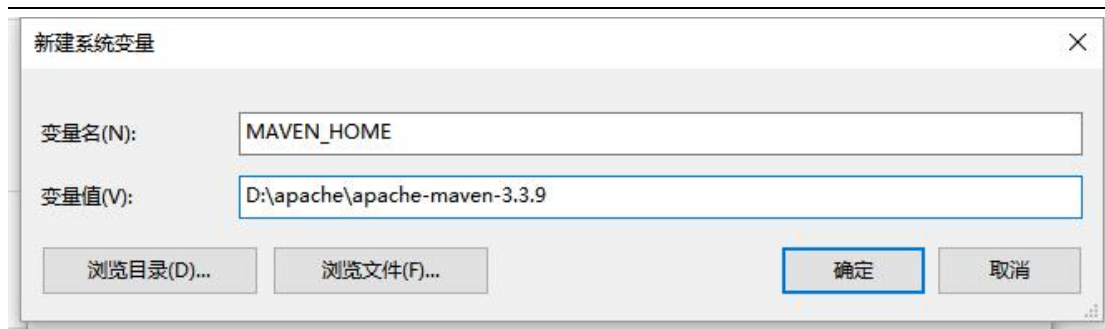 新建系统变量
变量名(N): MAVEN_HOME
变量值(V): D:\apache\apache-maven-3.3.9
浏览目录(D)... 浏览文件(F)... 确定 取消